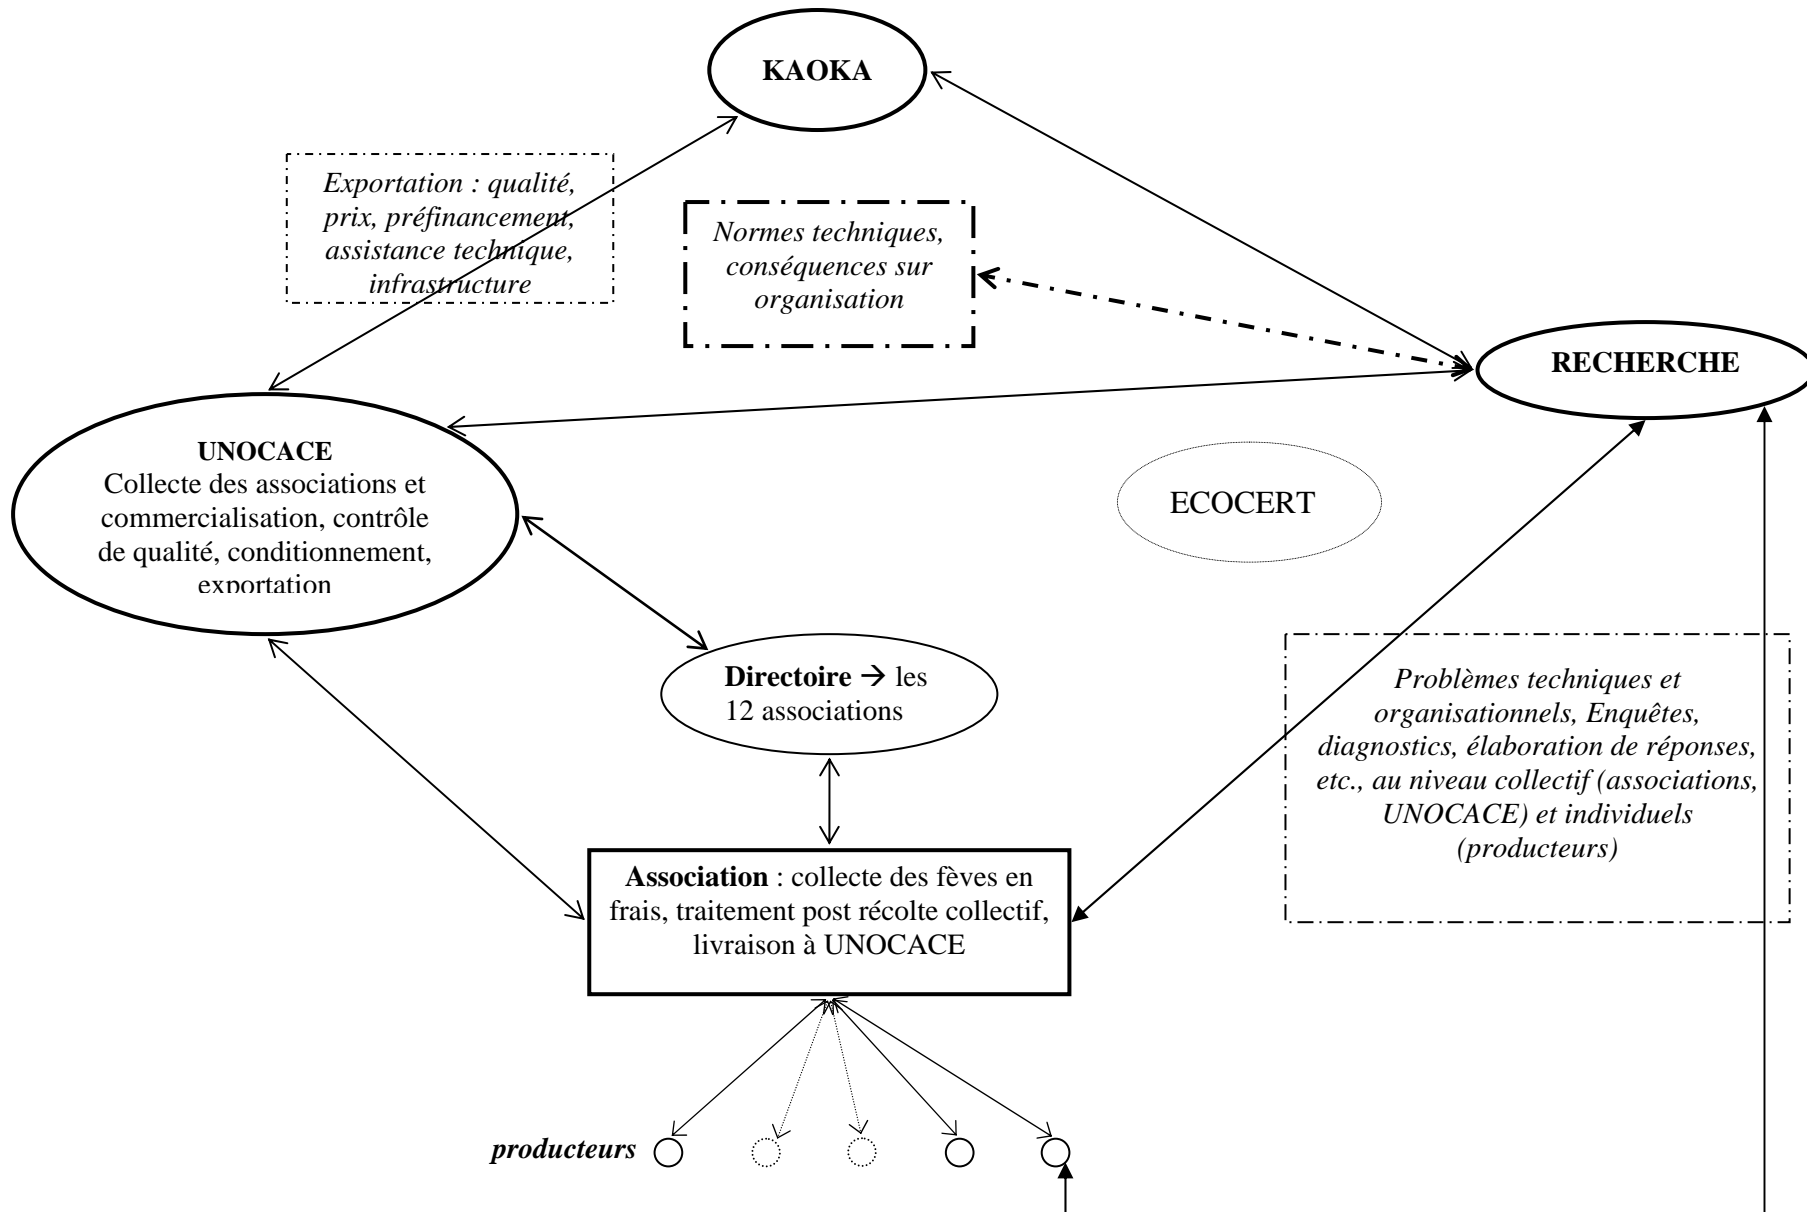 KAOKA
Exportation : qualité,
prix, préfinancement,
assistance technique,
infrastructure
Normes techniques,
conséquences sur
organisation
RECHERCHE
UNOCACE
Collecte des associations et
commercialisation, contrôle
de qualité, conditionnement,
exportation
ECOCERT
Directoire → les
12 associations
Problèmes techniques et
organisationnels, Enquêtes,
diagnostics, élaboration de réponses,
etc., au niveau collectif (associations,
UNOCACE) et individuels
(producteurs)
Association : collecte des fèves en
frais, traitement post récolte collectif,
livraison à UNOCACE
producteurs